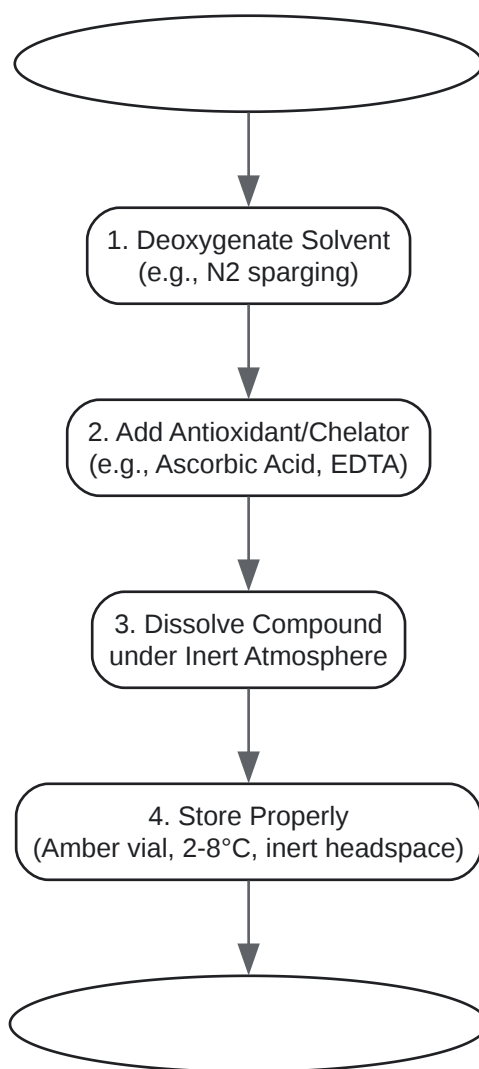 1. Deoxygenate Solvent
(e.g., N2 sparging)
2. Add Antioxidant/Chelator
(e.g., Ascorbic Acid, EDTA)
3. Dissolve Compound
under Inert Atmosphere
4. Store Properly
(Amber vial, 2-8°C, inert headspace)